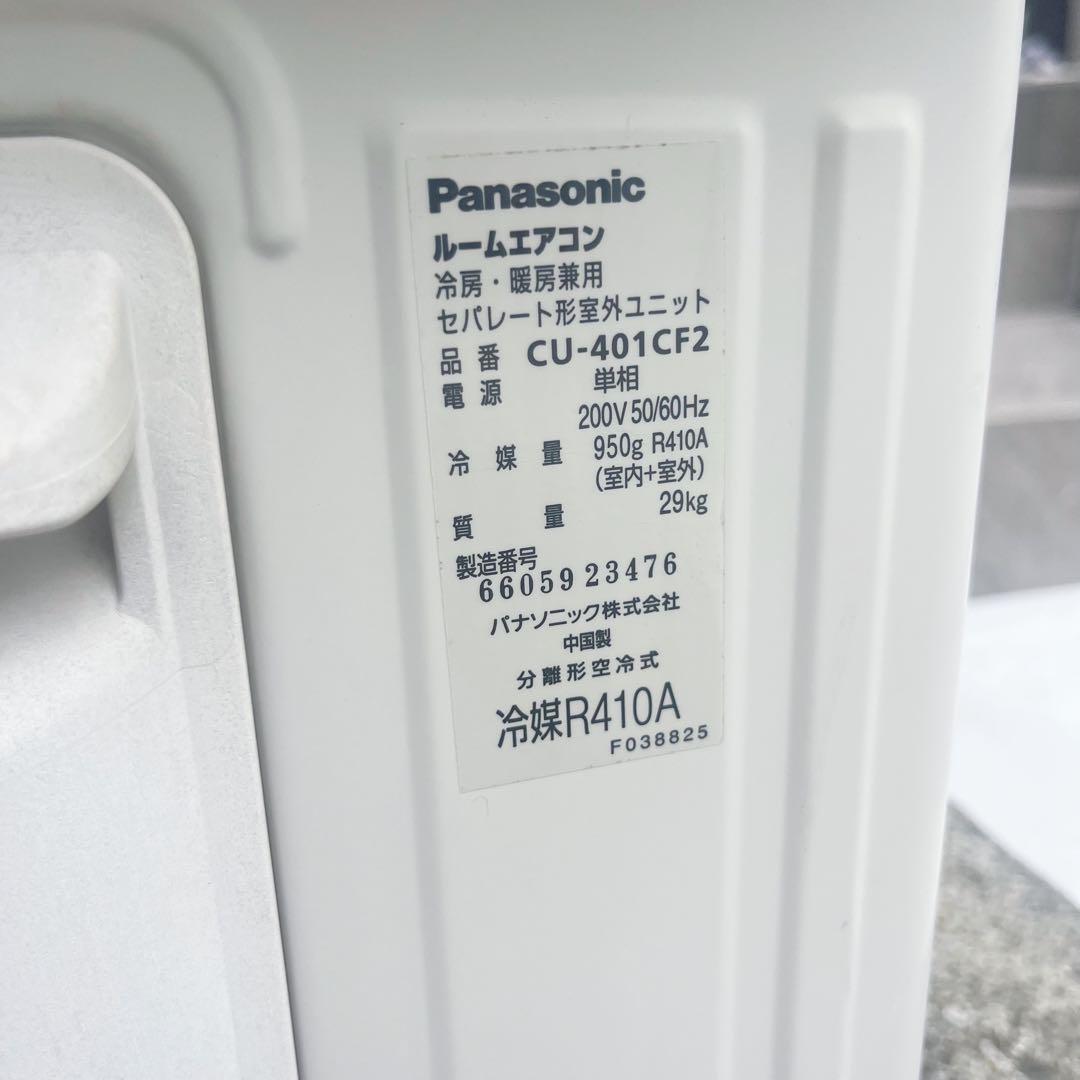 Panasonic
ルームエアコン
冷房・暖房兼用
セパレート形室外ユニット
品番 CU-401CF2
電源 単相
200V 50/60Hz
冷媒量 950g R410A
(室内+室外)
質量 29kg
製造番号
66059 23476
パナソニック株式会社
中国製
分離形空冷式
冷媒R410A
F038825